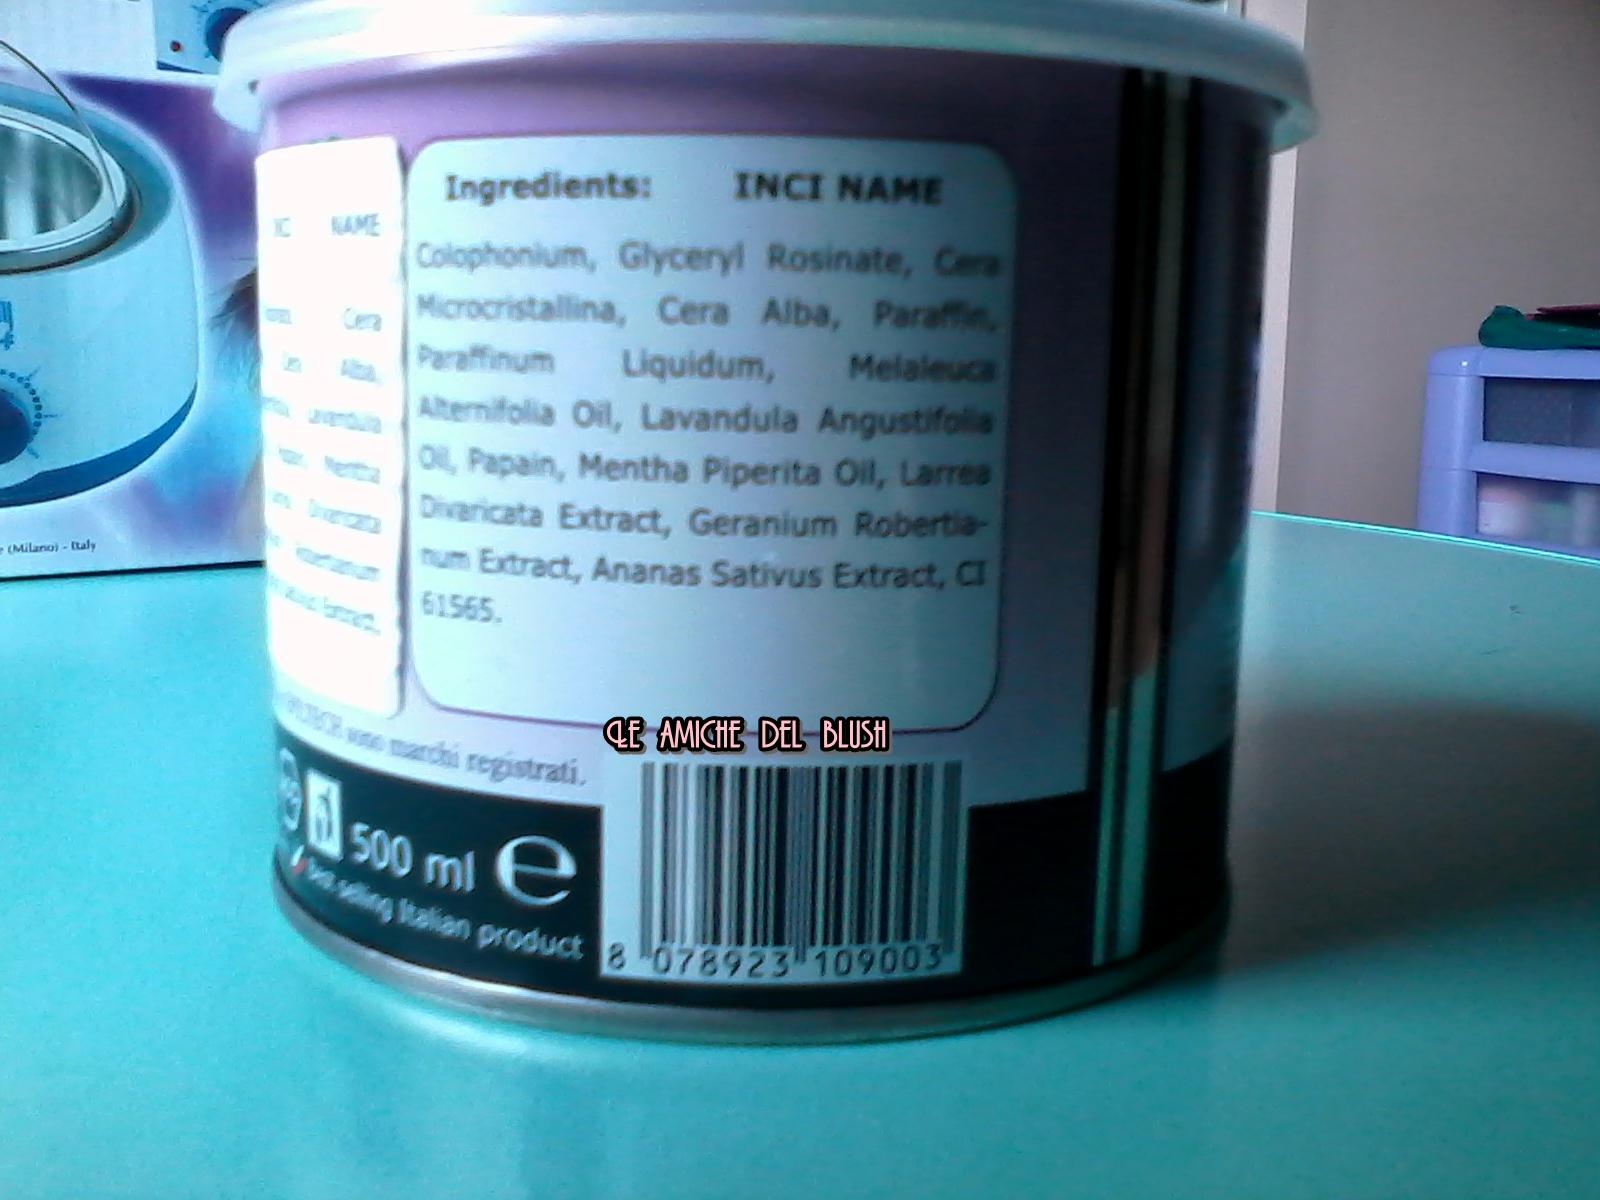 Ingredients: INCI NAME
Colophonium, Glyceryl Rosinate, Cera
Microcristallina, Cera Alba, Paraffin,
Paraffinum Liquidum, Melaleuca
Alternifolia Oil, Lavandula Angustifolia
Oil, Papain, Mentha Piperita Oil, Larrea
Divaricata Extract, Geranium Robertia-
num Extract, Ananas Sativus Extract, CI
61565.
NAME
Cera
Alba,
Lavandula
Mentha
Divaricata
Robertianum
Extract,
sono marchi registrati.
LE AMICHE DEL BLUSH
500 ml e
Best selling Italian product
8 078923 109003
(Milano) - Italy